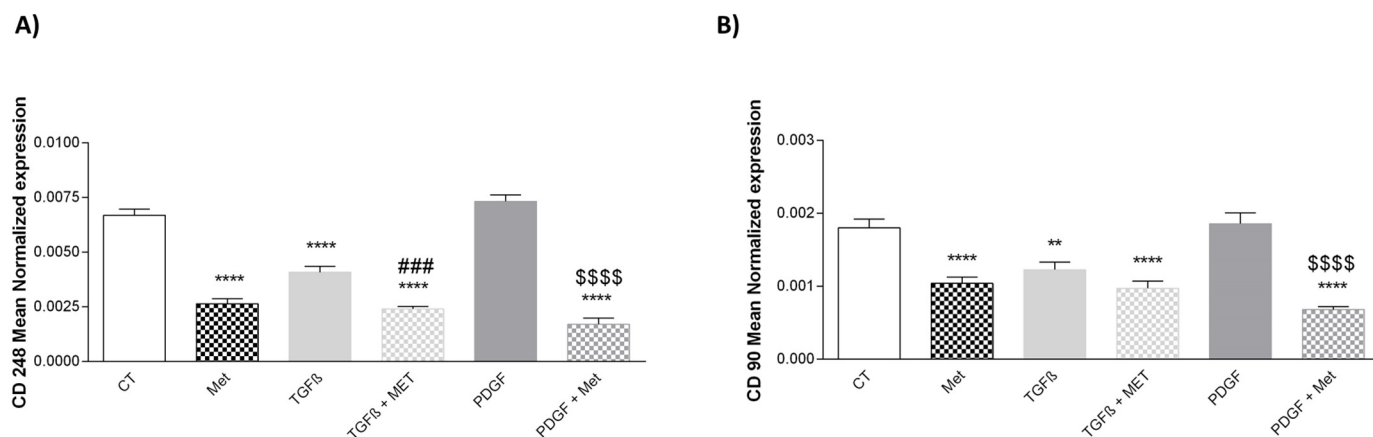 A)
CD 248 Mean Normalized expression
0.0100
0.0075
0.0050
0.0025
0.0000
****
****
###
****
$$$$
****
CT
Met
TGFß
TGFß + MET
PDGF
PDGF + Met
B)
CD 90 Mean Normalized expression
0.003
0.002
0.001
0.000
****
**
****
$$$$
****
CT
Met
TGFß
TGFß + MET
PDGF
PDGF + Met